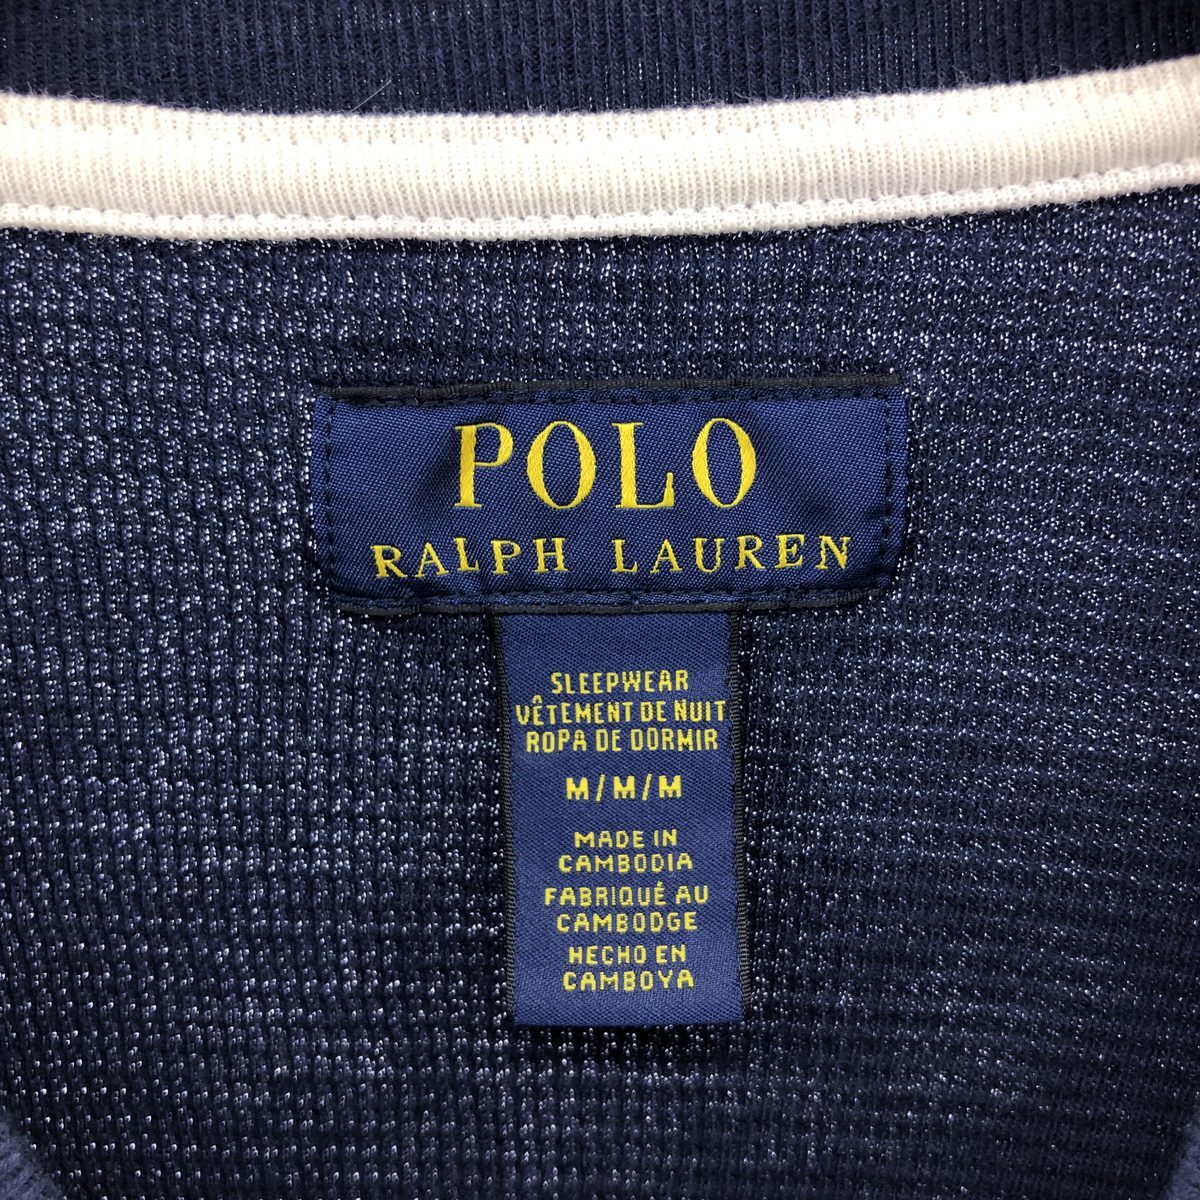 POLO
RALPH LAUREN
SLEEPWEAR
VÊTEMENT DE NUIT
ROPA DE DORMIR
M/M/M
MADE IN
CAMBODIA
FABRIQUÉ AU
CAMBODGE
HECHO EN
CAMBOYA